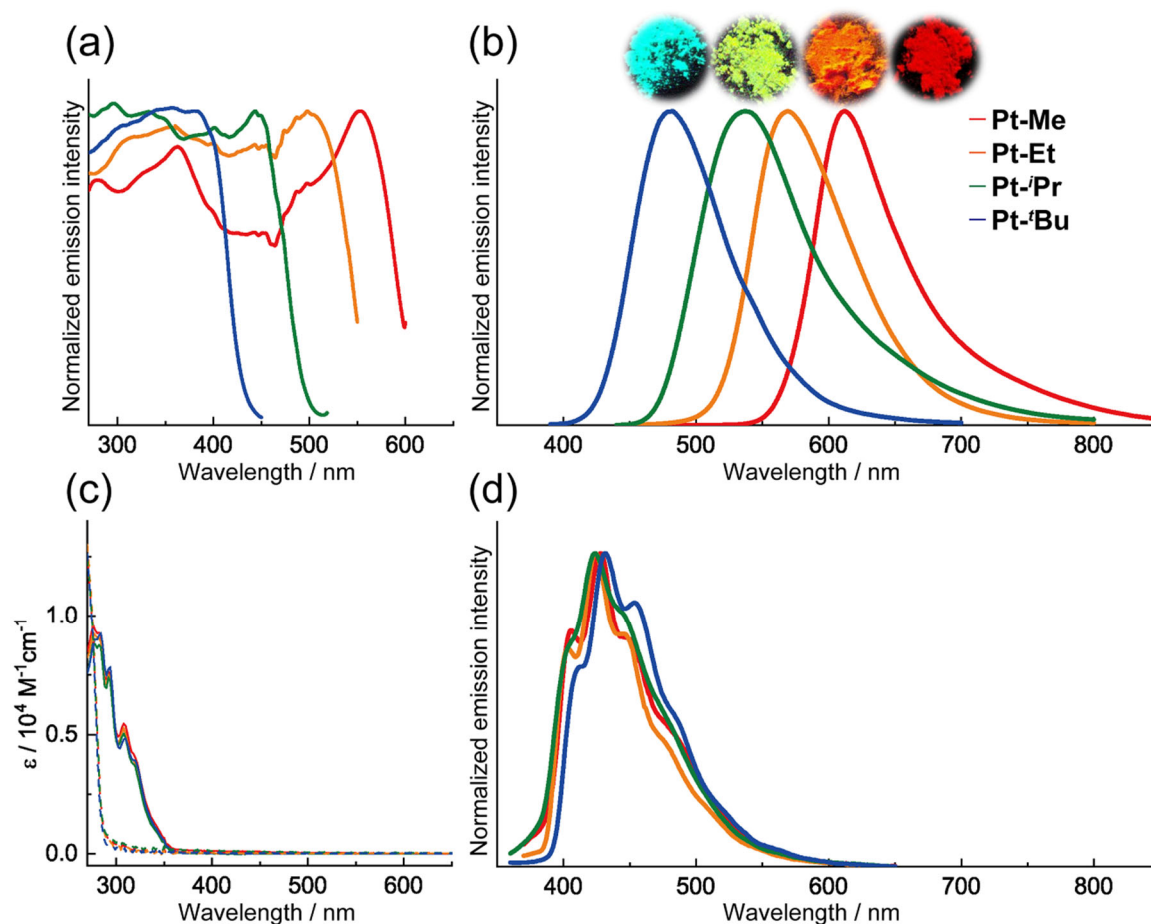 (a)
Normalized emission intensity
300 400 500 600
Wavelength / nm
(b)
Normalized emission intensity
Pt-Me
Pt-Et
Pt-ⁱPr
Pt-ᵗBu
400 500 600 700 800
Wavelength / nm
(c)
ε / 10⁴ M⁻¹cm⁻¹
1.0
0.5
0.0
300 400 500 600
Wavelength / nm
(d)
Normalized emission intensity
400 500 600 700 800
Wavelength / nm